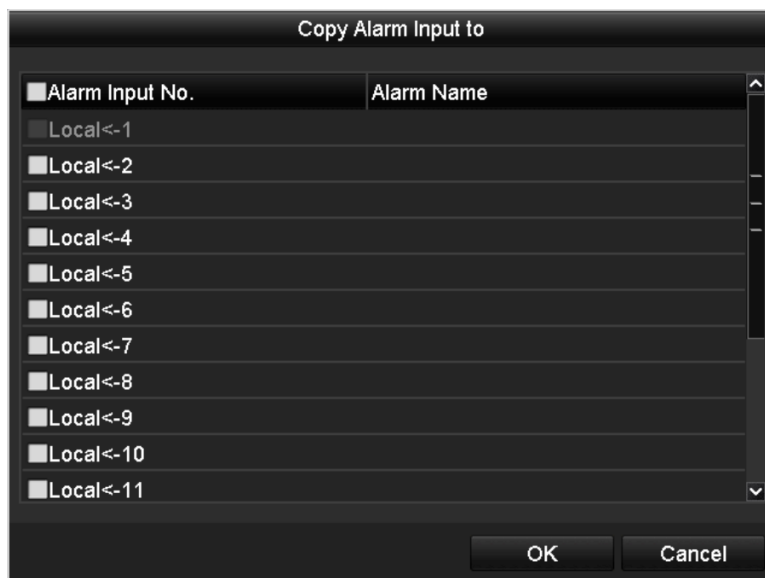 Copy Alarm Input to
Alarm Input No. Alarm Name
Local<-1
Local<-2
Local<-3
Local<-4
Local<-5
Local<-6
Local<-7
Local<-8
Local<-9
Local<-10
Local<-11
OK Cancel